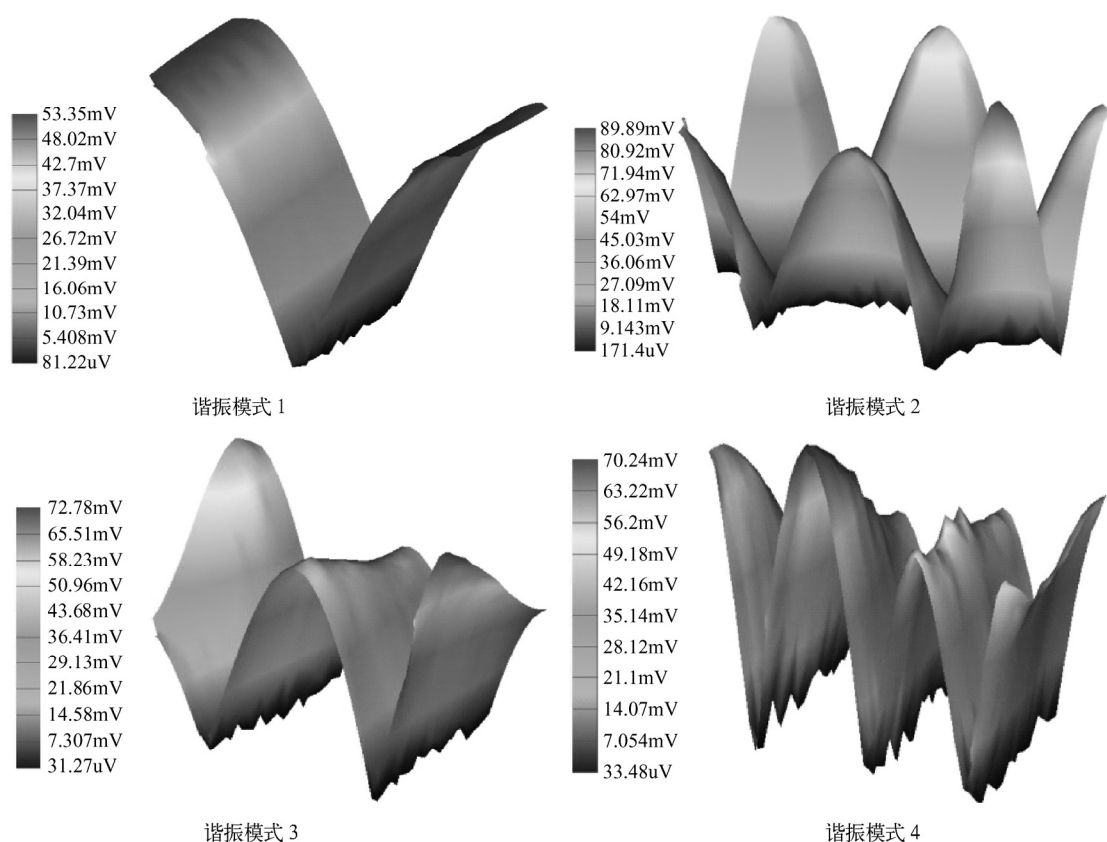 53.35mV
48.02mV
42.7mV
37.37mV
32.04mV
26.72mV
21.39mV
16.06mV
10.73mV
5.408mV
81.22uV
谐振模式 1
89.89mV
80.92mV
71.94mV
62.97mV
54mV
45.03mV
36.06mV
27.09mV
18.11mV
9.143mV
171.4uV
谐振模式 2
72.78mV
65.51mV
58.23mV
50.96mV
43.68mV
36.41mV
29.13mV
21.86mV
14.58mV
7.307mV
31.27uV
谐振模式 3
70.24mV
63.22mV
56.2mV
49.18mV
42.16mV
35.14mV
28.12mV
21.1mV
14.07mV
7.054mV
33.48uV
谐振模式 4